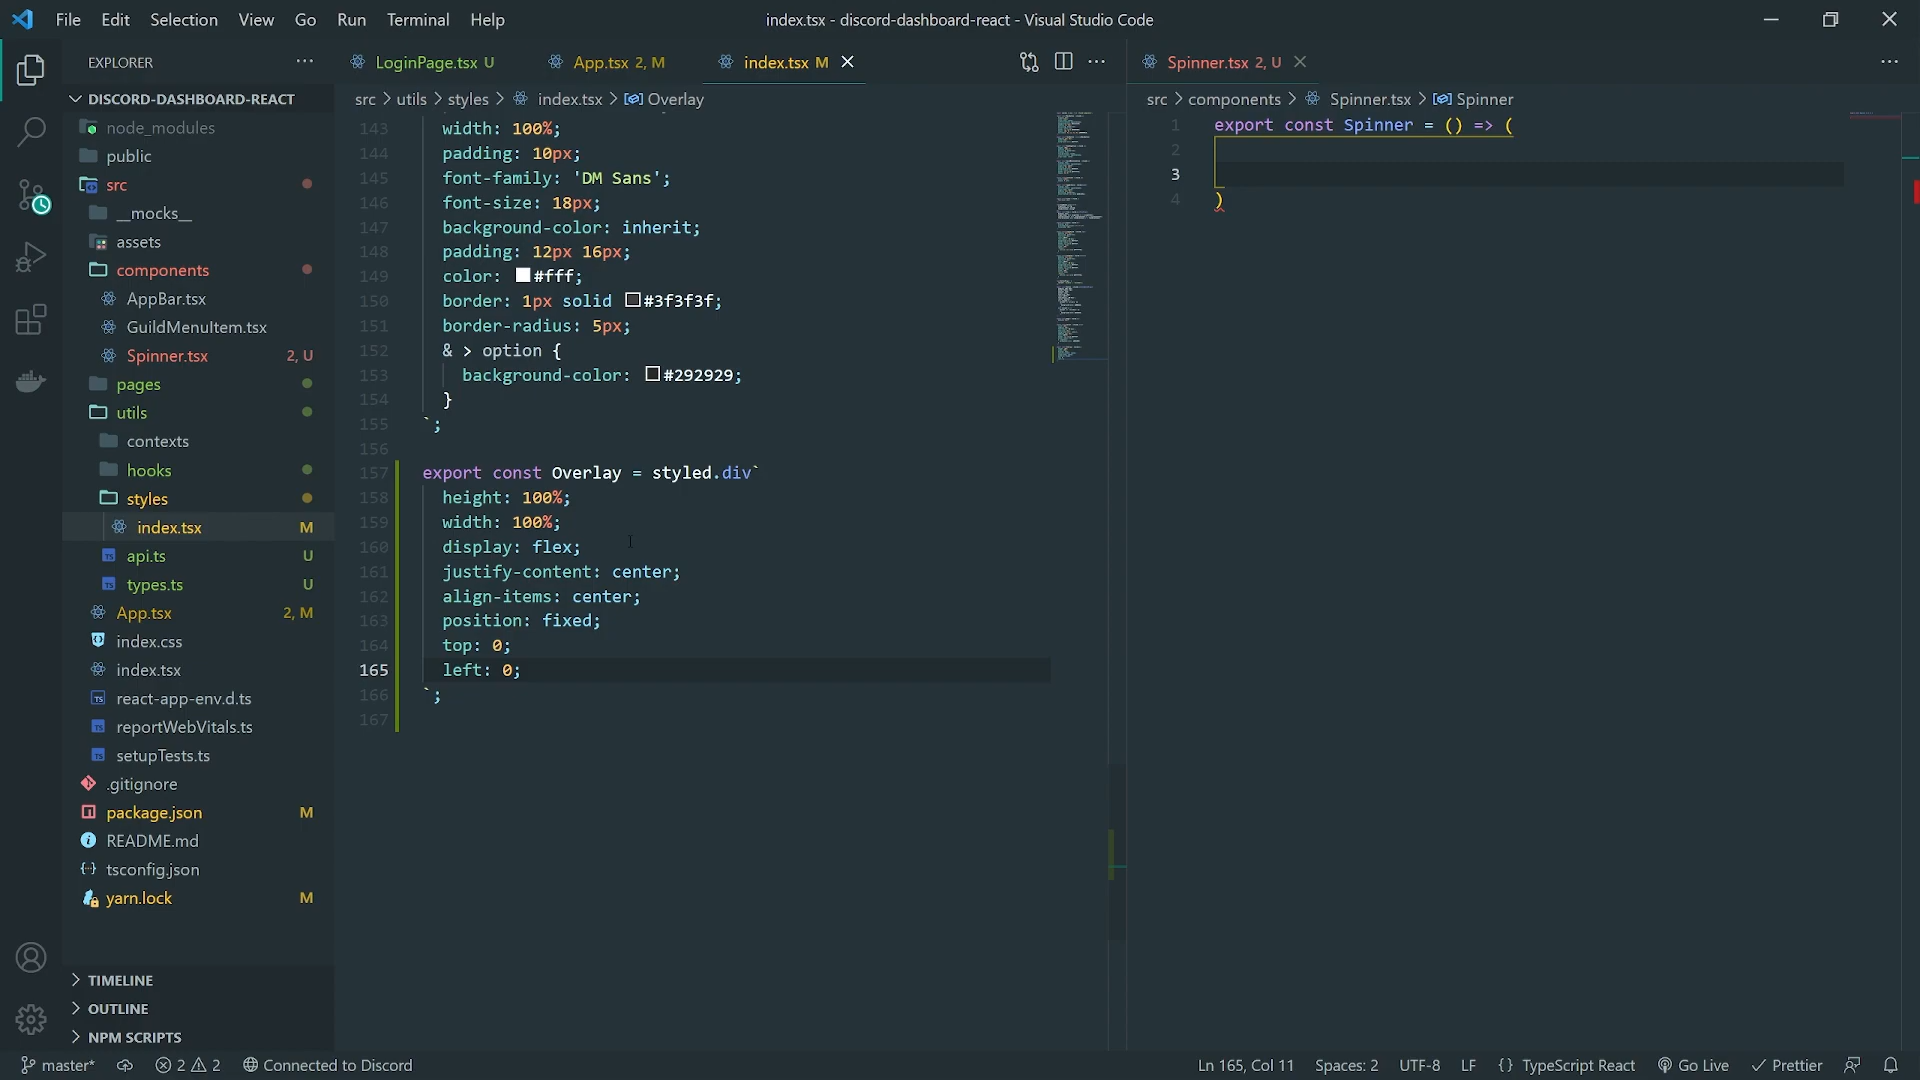 File Edit Selection View Go Run Terminal Help
index.tsx - discord-dashboard-react - Visual Studio Code
EXPLORER
DISCORD-DASHBOARD-REACT
node_modules
public
src
__mocks__
assets
components
AppBar.tsx
GuildMenuItem.tsx
Spinner.tsx 2, U
pages
utils
contexts
hooks
styles
index.tsx M
api.ts U
types.ts U
App.tsx 2, M
index.css
index.tsx
react-app-env.d.ts
reportWebVitals.ts
setupTests.ts
.gitignore
package.json M
README.md
tsconfig.json
yarn.lock M
TIMELINE
OUTLINE
NPM SCRIPTS
LoginPage.tsx U
App.tsx 2, M
index.tsx M
src > utils > styles > index.tsx > Overlay
143 width: 100%;
144 padding: 10px;
145 font-family: 'DM Sans';
146 font-size: 18px;
147 background-color: inherit;
148 padding: 12px 16px;
149 color: #fff;
150 border: 1px solid #3f3f3f;
151 border-radius: 5px;
152 & > option {
153 background-color: #292929;
154 }
155 `;
156
157 export const Overlay = styled.div`
158 height: 100%;
159 width: 100%;
160 display: flex;
161 justify-content: center;
162 align-items: center;
163 position: fixed;
164 top: 0;
165 left: 0;
166 `;
167
Spinner.tsx 2, U
src > components > Spinner.tsx > Spinner
1 export const Spinner = () => (
2
3
4 )
master* 2 2 Connected to Discord
Ln 165, Col 11 Spaces: 2 UTF-8 LF {} TypeScript React Go Live Prettier